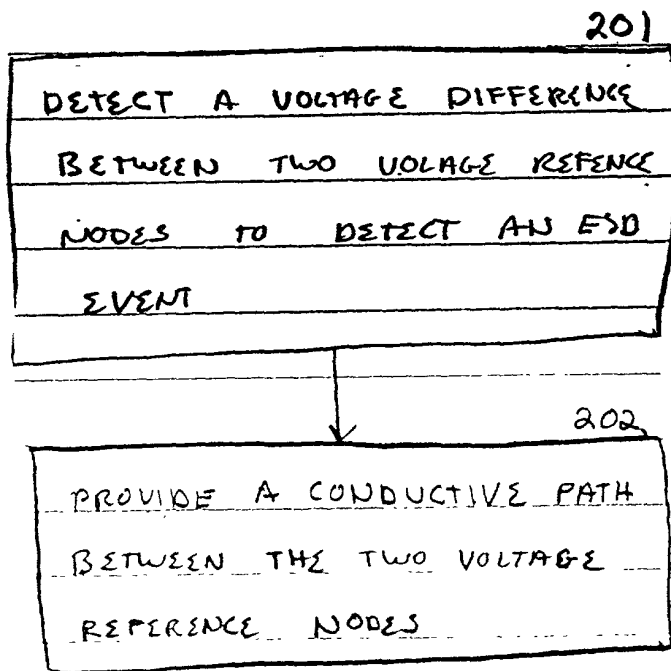 201
DETECT A VOLTAGE DIFFERENCE
BETWEEN TWO VOLAGE REFENCE
NODES TO DETECT AN ESD
EVENT
202
PROVIDE A CONDUCTIVE PATH
BETWEEN THE TWO VOLTAGE
REFERENCE NODES